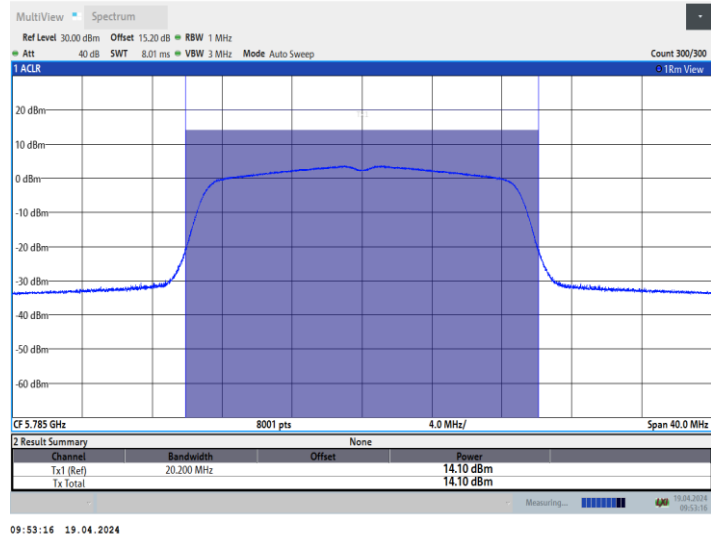 MultiView Spectrum
Ref Level 30.00 dBm Offset 15.20 dB RBW 1 MHz
Att 40 dB SWT 8.01 ms VBW 3 MHz Mode Auto Sweep Count 300/300
1 ACLR 1Rm View
20 dBm
10 dBm
0 dBm
-10 dBm
-20 dBm
-30 dBm
-40 dBm
-50 dBm
-60 dBm
CF 5.785 GHz 8001 pts 4.0 MHz/ Span 40.0 MHz
2 Result Summary None
Channel Bandwidth Offset Power
Tx1 (Ref) 20.200 MHz 14.10 dBm
Tx Total 14.10 dBm
Measuring... 19.04.2024
09:53:16
09:53:16 19.04.2024